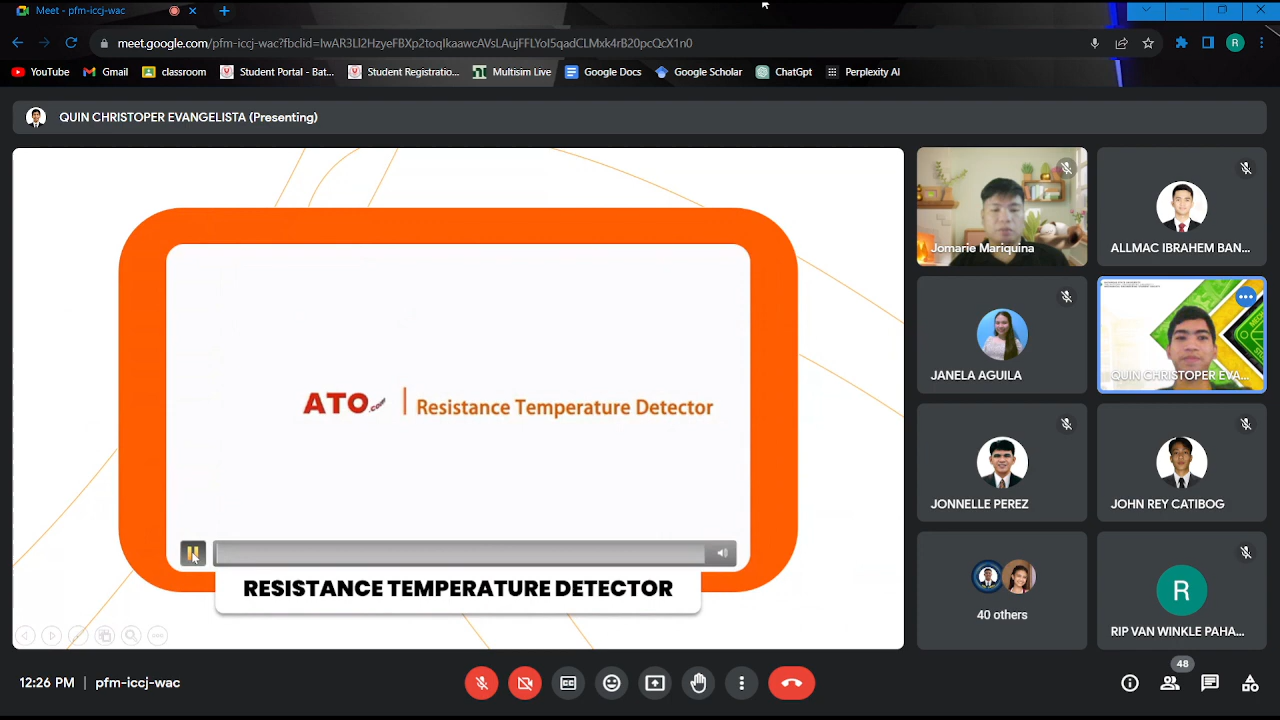 Meet - pfm-iccj-wac
meet.google.com/pfm-iccj-wac?fbclid=IwAR3Ll2HzyeFBXp2toqIkaawcAVsLAujFFLYoI5qadCLMxk4rB20pcQcX1n0
R
YouTube
Gmail
classroom
Student Portal - Bat...
Student Registratio...
Multisim Live
Google Docs
Google Scholar
ChatGpt
Perplexity AI
QUIN CHRISTOPER EVANGELISTA (Presenting)
ATO.com | Resistance Temperature Detector
RESISTANCE TEMPERATURE DETECTOR
Jomarie Mariquina
ALLMAC IBRAHEM BAN...
JANELA AGUILA
QUIN CHRISTOPER EVA...
JONNELLE PEREZ
JOHN REY CATIBOG
40 others
R
RIP VAN WINKLE PAHA...
12:26 PM | pfm-iccj-wac
48